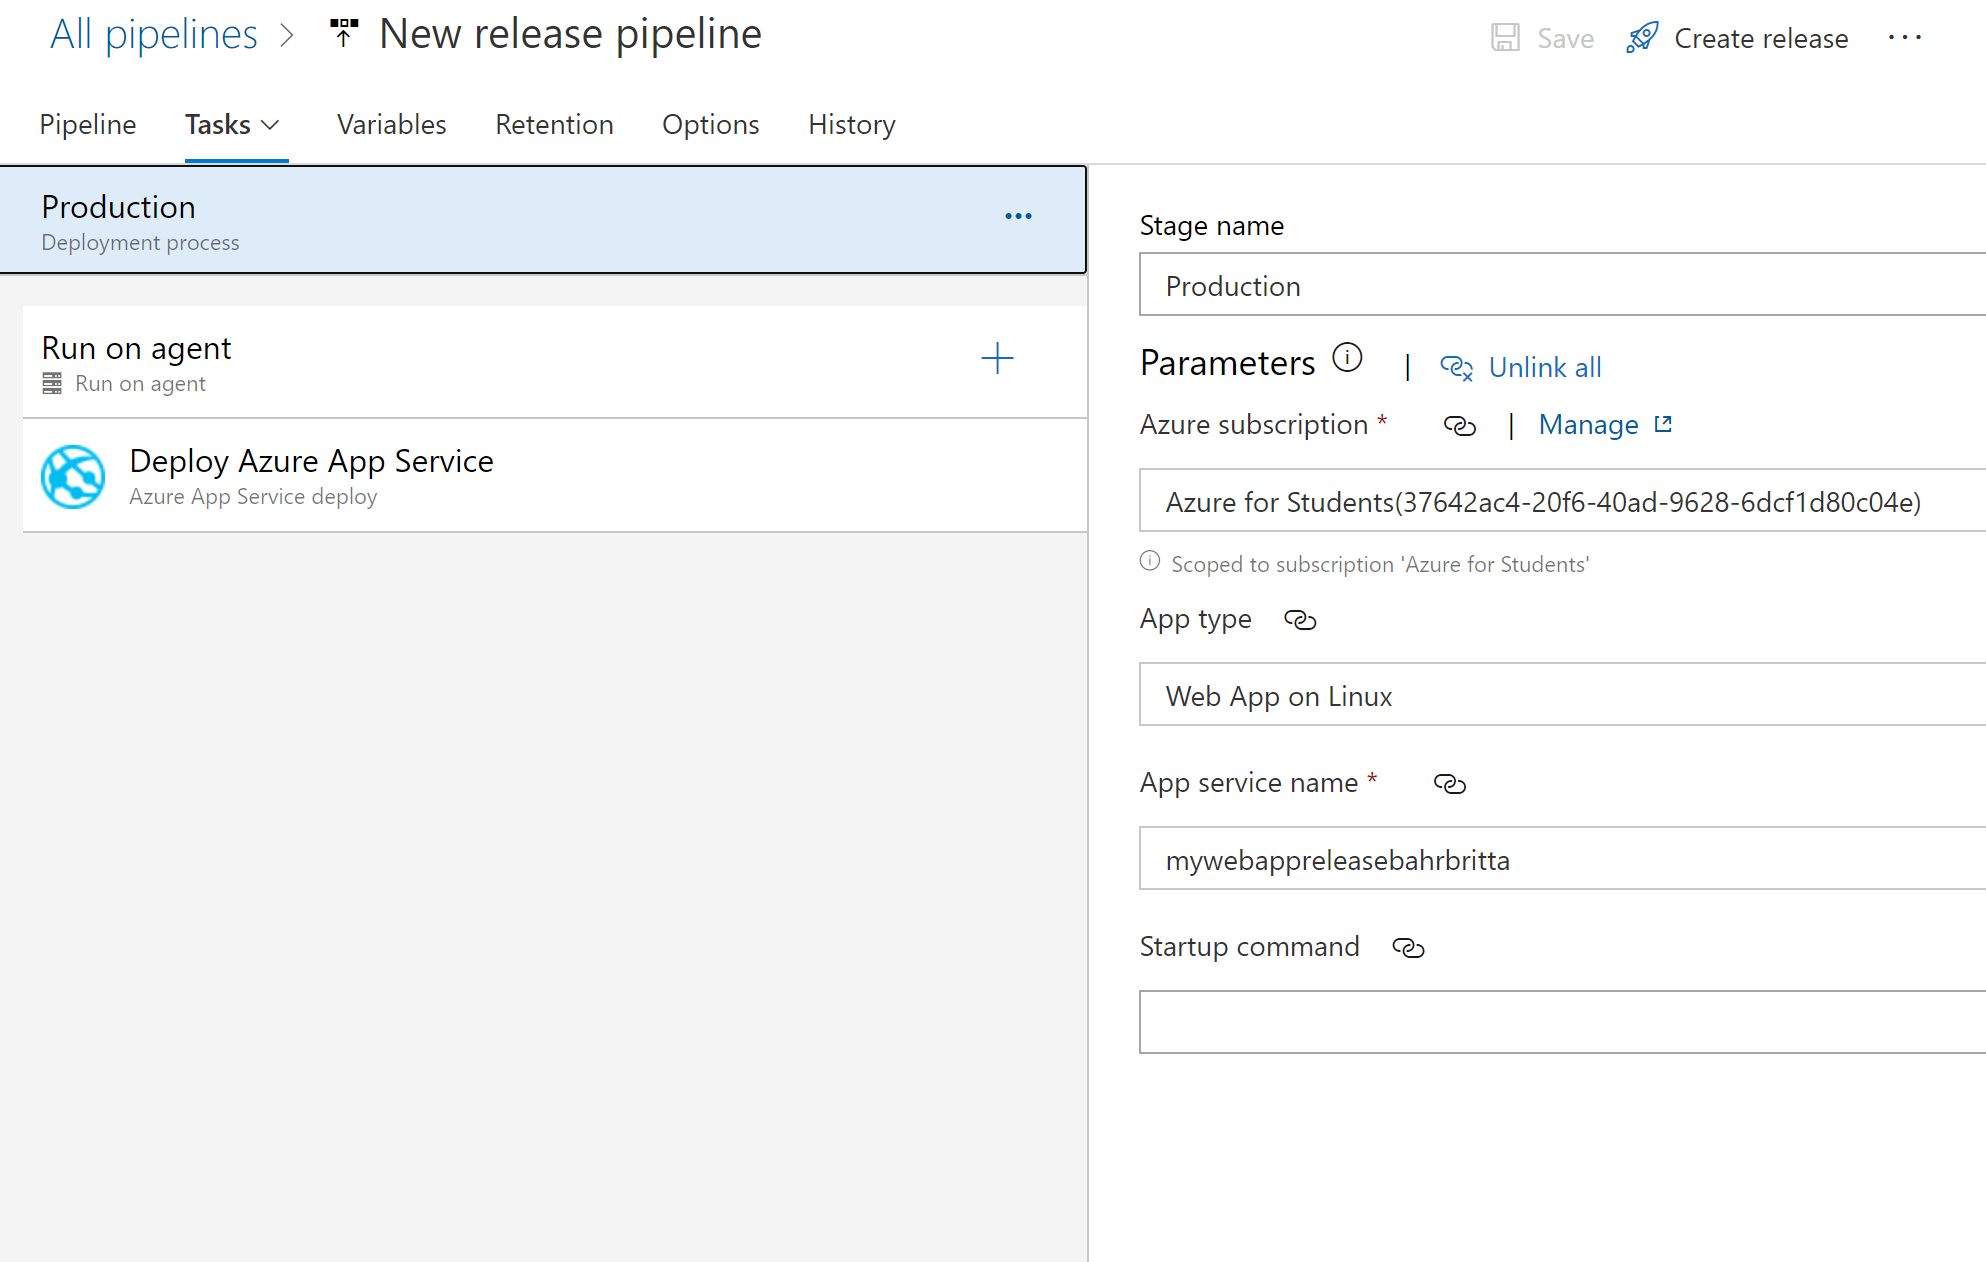 All pipelines > New release pipeline
Save Create release ...
Pipeline Tasks Variables Retention Options History
Production
Deployment process
Run on agent
Run on agent
Deploy Azure App Service
Azure App Service deploy
Stage name
Production
Parameters | Unlink all
Azure subscription * | Manage
Azure for Students(37642ac4-20f6-40ad-9628-6dcf1d80c04e)
Scoped to subscription 'Azure for Students'
App type
Web App on Linux
App service name *
mywebappreleasebahrbritta
Startup command